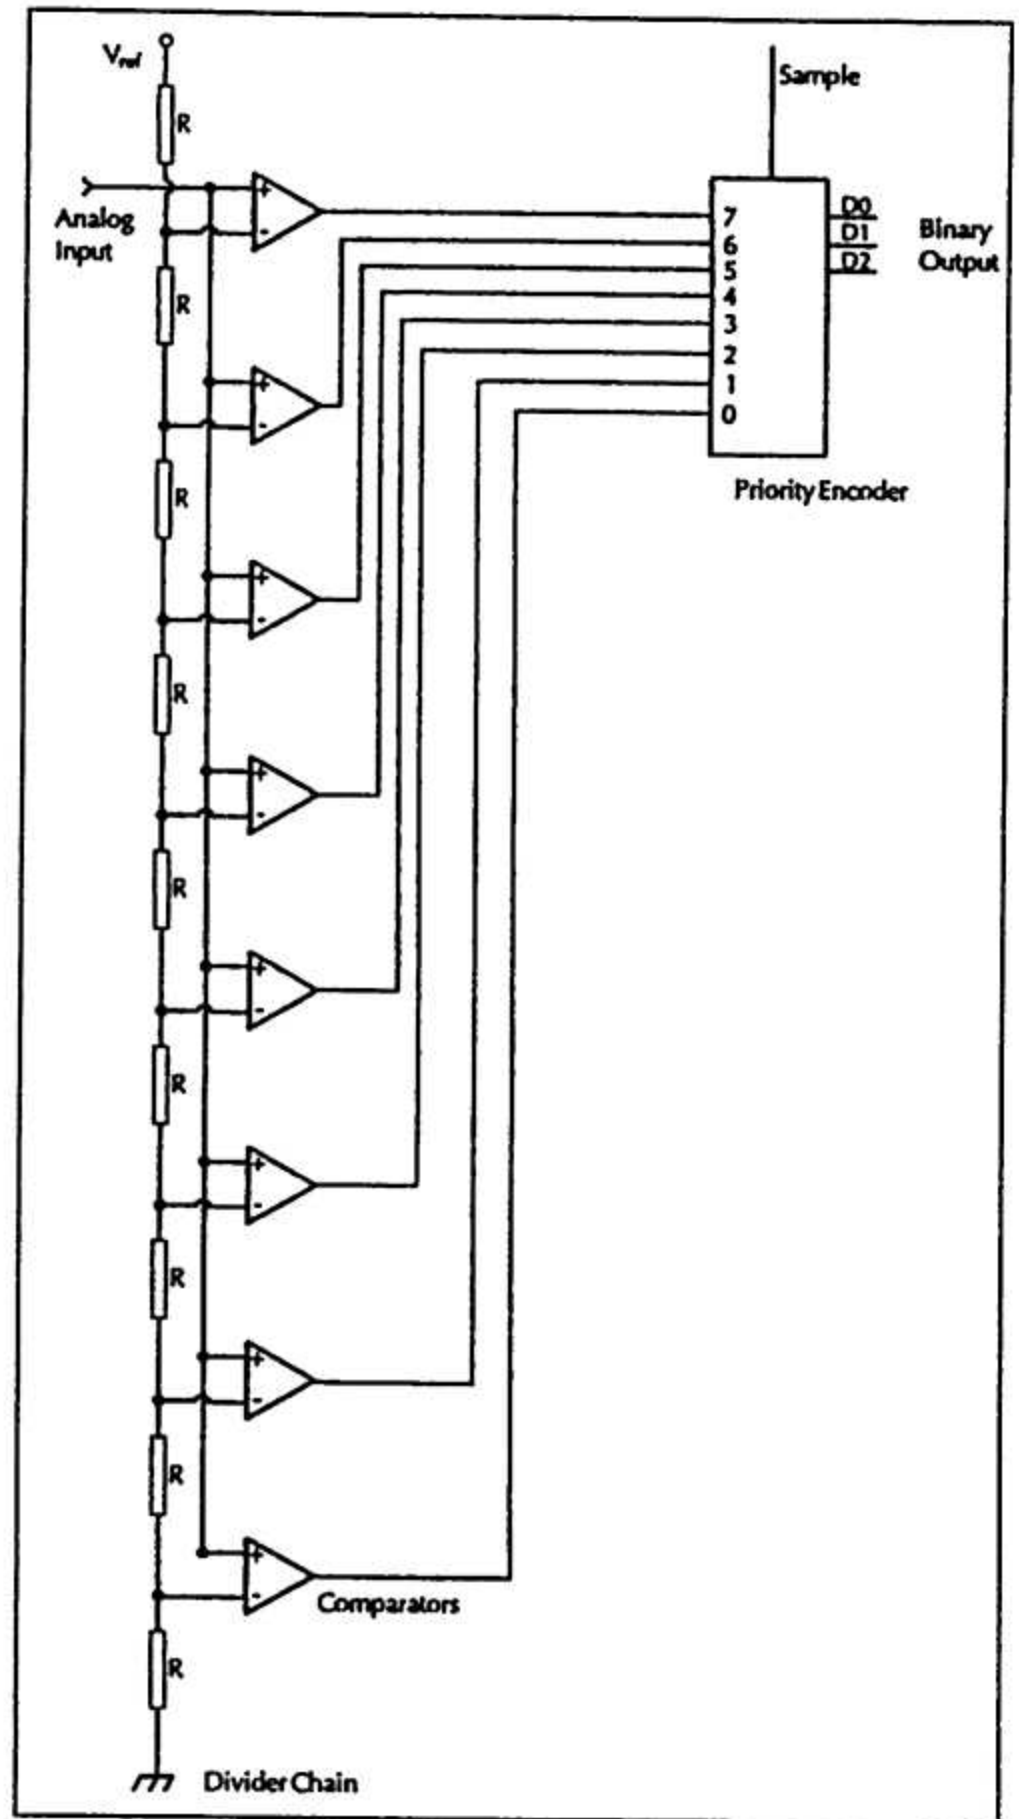 Vref
Sample
R
Analog
Input
+
-
7
6
5
4
3
2
1
0
D0
D1
D2
Binary
Output
Priority Encoder
R
+
-
R
+
-
R
+
-
R
+
-
R
+
-
R
+
-
R
+
-
Comparators
R
Divider Chain